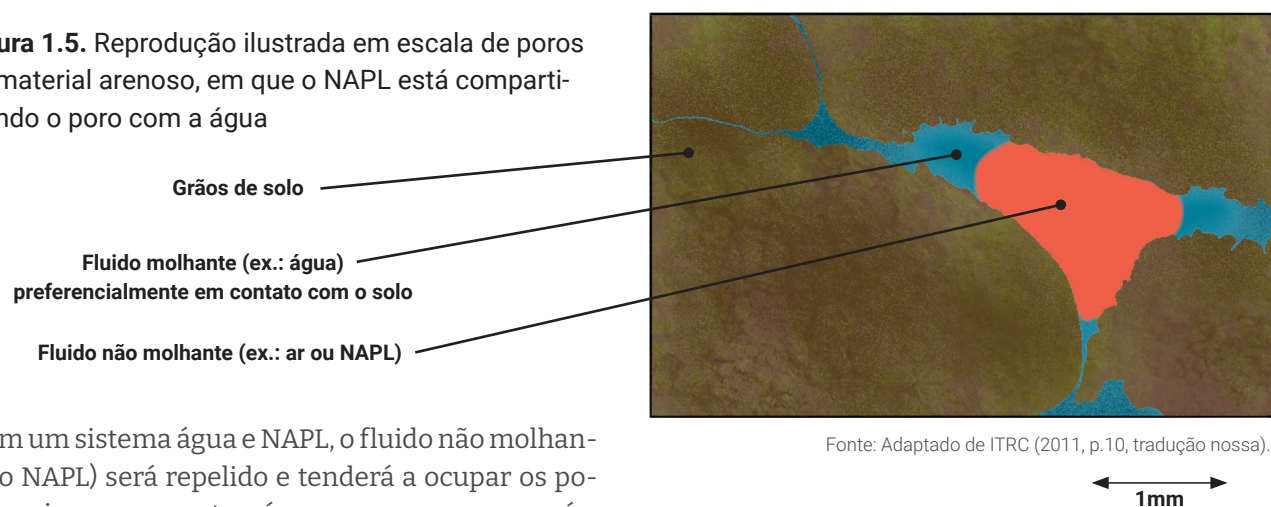 ura 1.5. Reprodução ilustrada em escala de poros
material arenoso, em que o NAPL está comparti-
ndo o poro com a água
Grãos de solo
Fluido molhante (ex.: água)
preferencialmente em contato com o solo
Fluido não molhante (ex.: ar ou NAPL)
m um sistema água e NAPL, o fluido não molhan-
o NAPL) será repelido e tenderá a ocupar os po-
Fonte: Adaptado de ITRC (2011, p.10, tradução nossa).
1mm